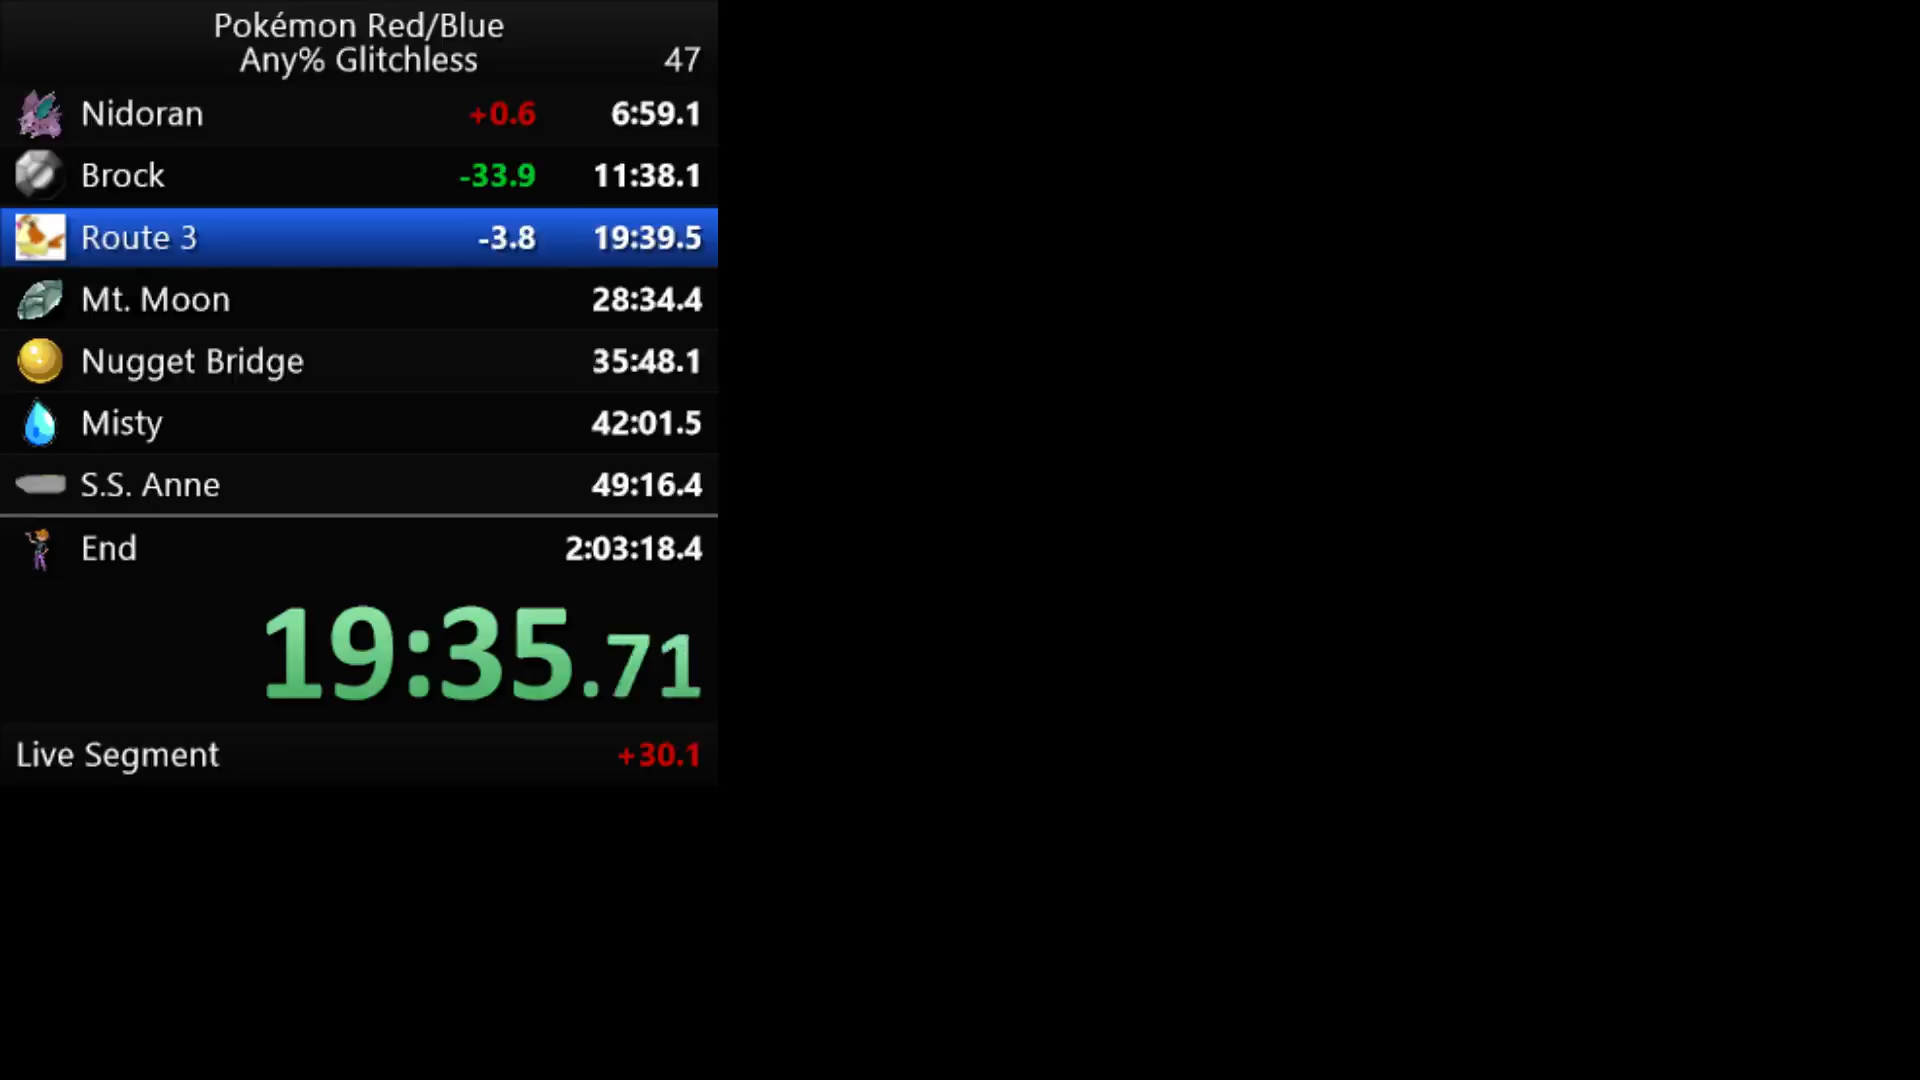 Pokémon Red/Blue
Any% Glitchless 47
Nidoran +0.6 6:59.1
Brock -33.9 11:38.1
Route 3 -3.8 19:39.5
Mt. Moon 28:34.4
Nugget Bridge 35:48.1
Misty 42:01.5
S.S. Anne 49:16.4
End 2:03:18.4
19:35.71
Live Segment +30.1